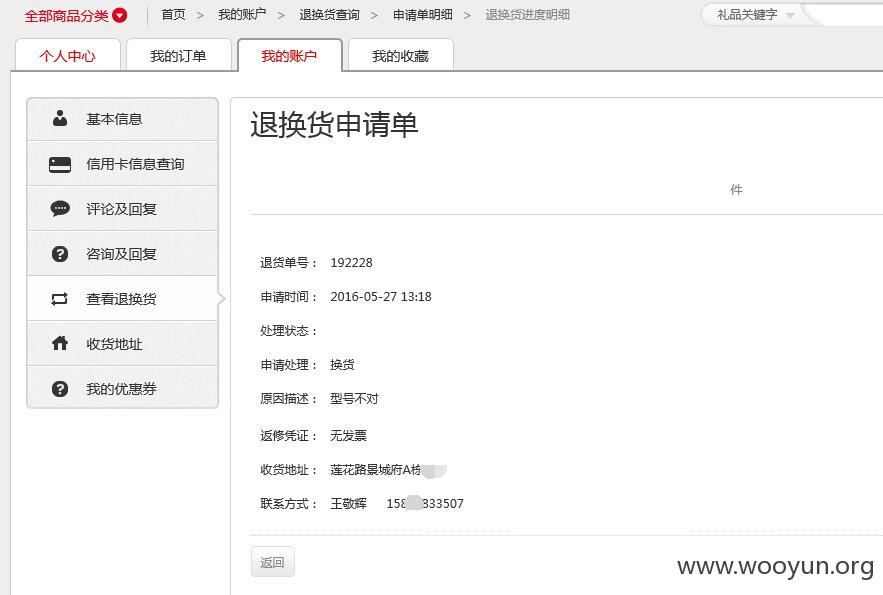 全部商品分类 首页 > 我的账户 > 退换货查询 > 申请单明细 > 退换货进度明细 礼品关键字
个人中心 我的订单 我的账户 我的收藏
基本信息
信用卡信息查询
评论及回复
咨询及回复
查看退换货
收货地址
我的优惠券
退换货申请单
件
退货单号： 192228
申请时间： 2016-05-27 13:18
处理状态：
申请处理： 换货
原因描述： 型号不对
返修凭证： 无发票
收货地址： 莲花路景城府A栋
联系方式： 王敬辉 158 333507
返回
www.wooyun.org